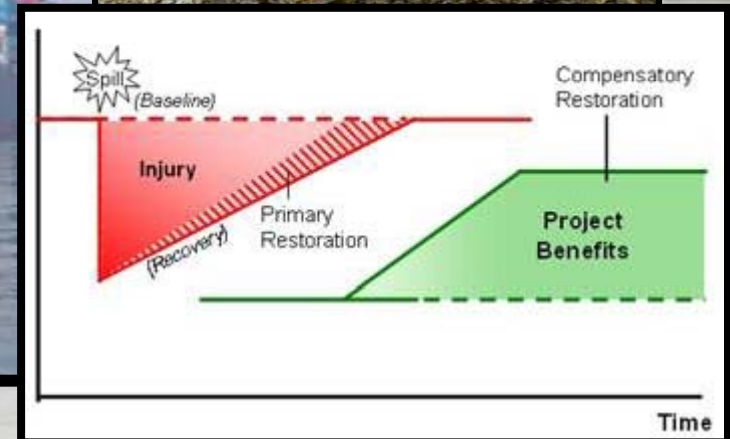 Spill
(Baseline)
Injury
(Recovery)
Primary
Restoration
Compensatory
Restoration
Project
Benefits
Time